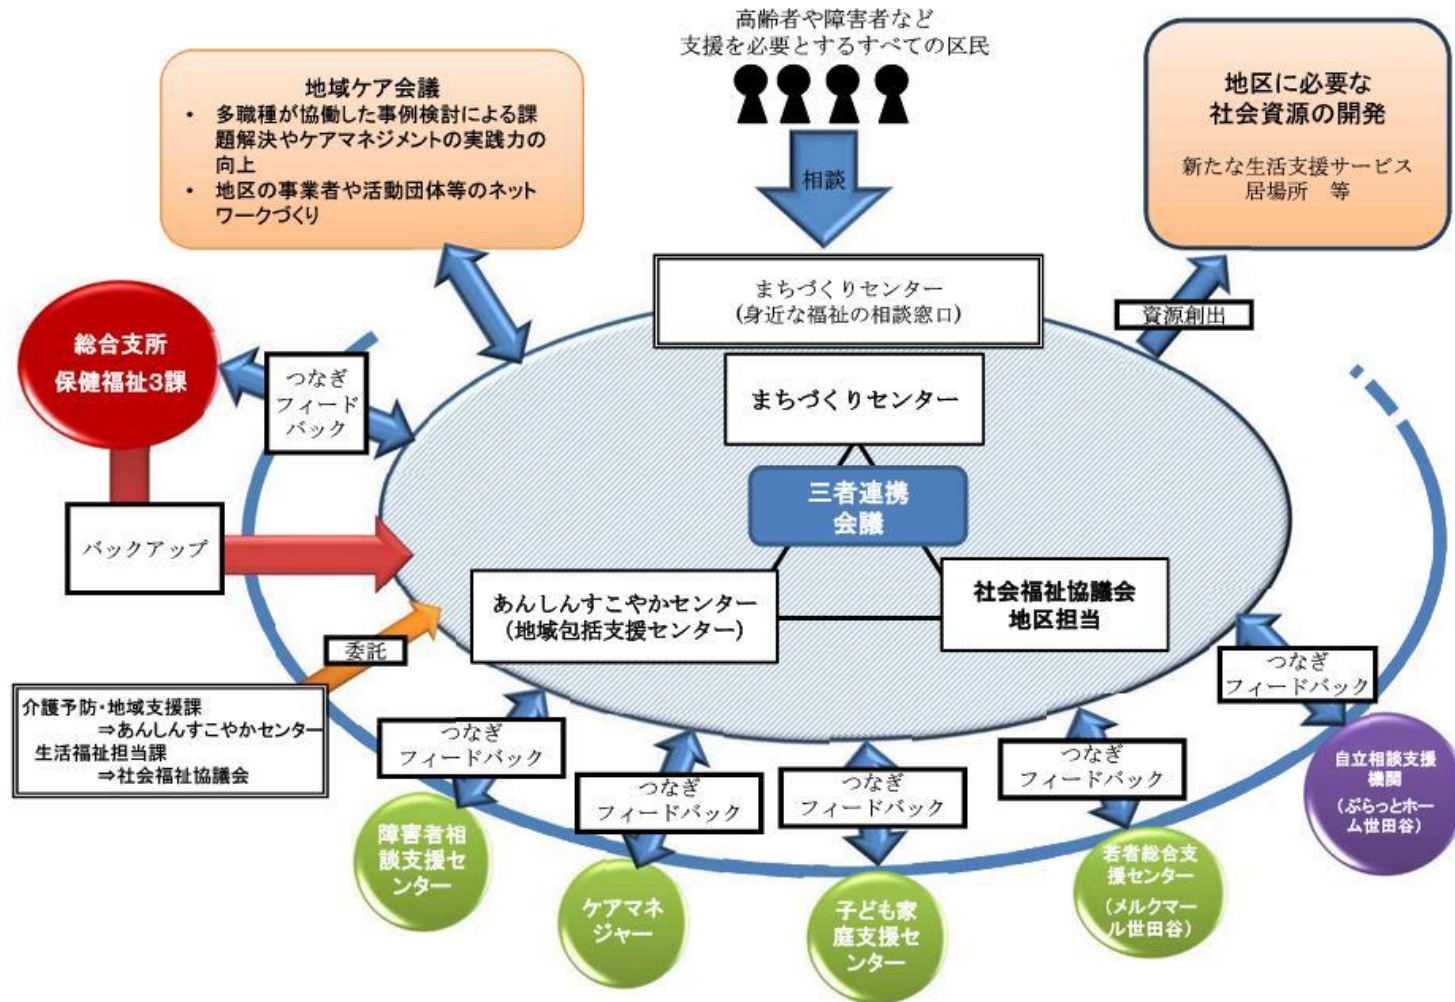 高齢者や障害者など
支援を必要とするすべての区民
地域ケア会議
・ 多職種が協働した事例検討による課
題解決やケアマネジメントの実践力の
向上
・ 地区の事業者や活動団体等のネット
ワークづくり
相談
地区に必要な
社会資源の開発
新たな生活支援サービス
居場所 等
まちづくりセンター
(身近な福祉の相談窓口)
資源創出
総合支所
保健福祉3課
つなぎ
フィード
バック
まちづくりセンター
三者連携
会議
バックアップ
あんしんすこやかセンター
(地域包括支援センター)
社会福祉協議会
地区担当
委託
介護予防・地域支援課
⇒あんしんすこやかセンター
生活福祉担当課
⇒社会福祉協議会
つなぎ
フィードバック
つなぎ
フィードバック
つなぎ
フィードバック
つなぎ
フィードバック
つなぎ
フィードバック
障害者相
談支援セ
ンター
ケアマネ
ジャー
子ども家
庭支援セ
ンター
若者総合支
援センター
(メルクマー
ル世田谷)
自立相談支援
機関
(ぷらっとホー
ム世田谷)